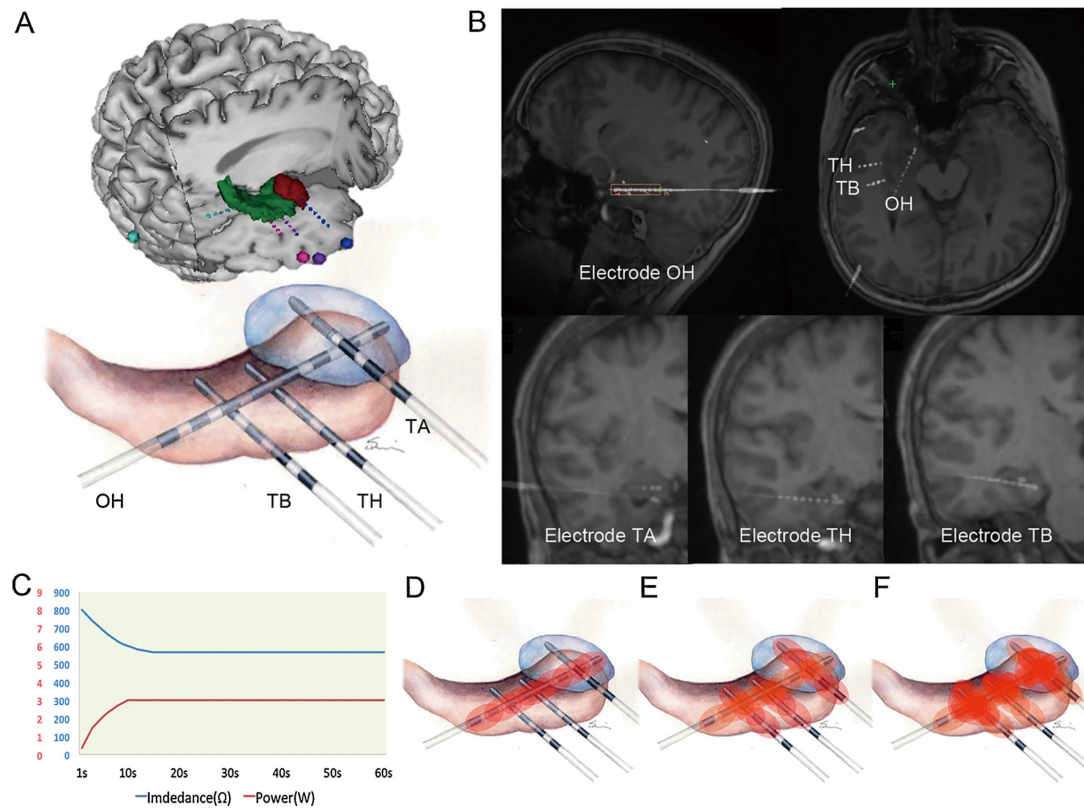 A
B
TH
TB
OH
Electrode OH
TA
OH
TB
TH
Electrode TA
Electrode TH
Electrode TB
C
D
E
F
9 900
8 800
7 700
6 600
5 500
4 400
3 300
2 200
1 100
0 0
1s 10s 20s 30s 40s 50s 60s
Imdedance(Ω) Power(W)